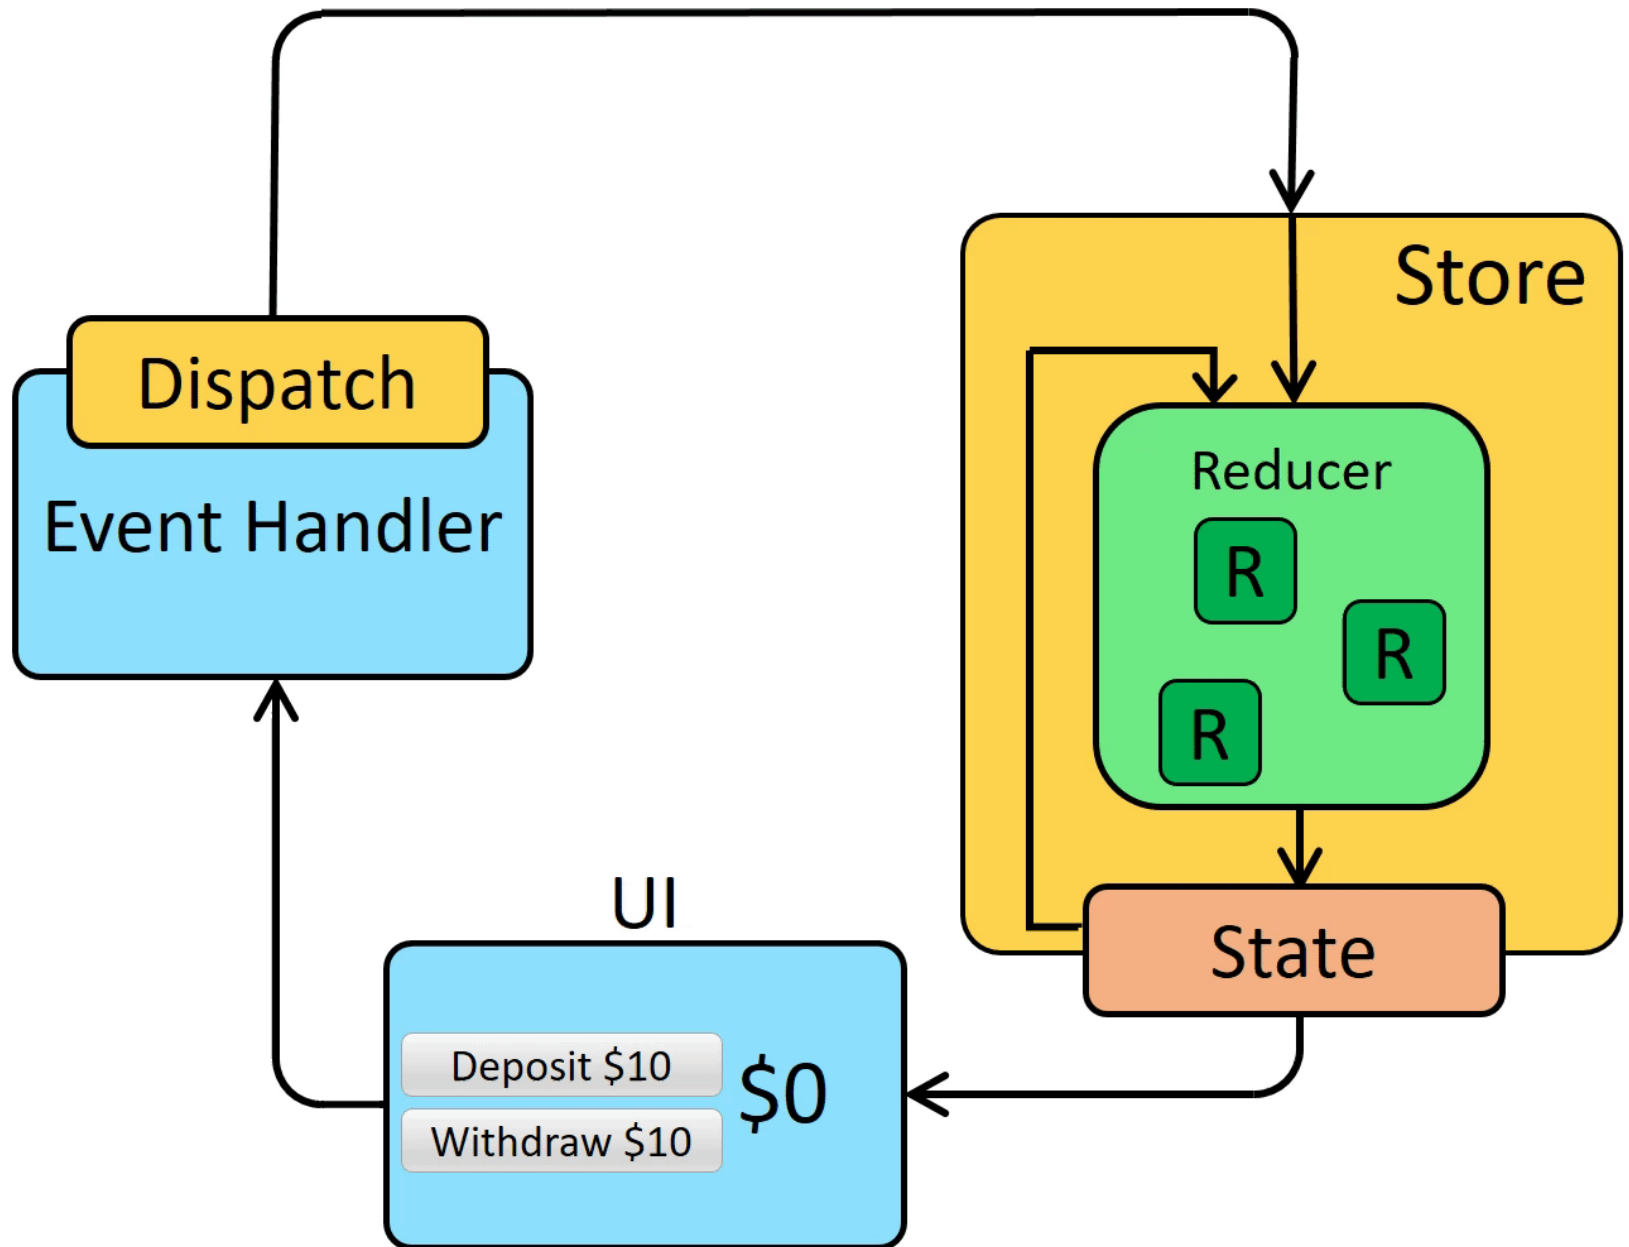 Store
Dispatch
Event Handler
Reducer
R
R
R
UI
State
Deposit $10
$0
Withdraw $10